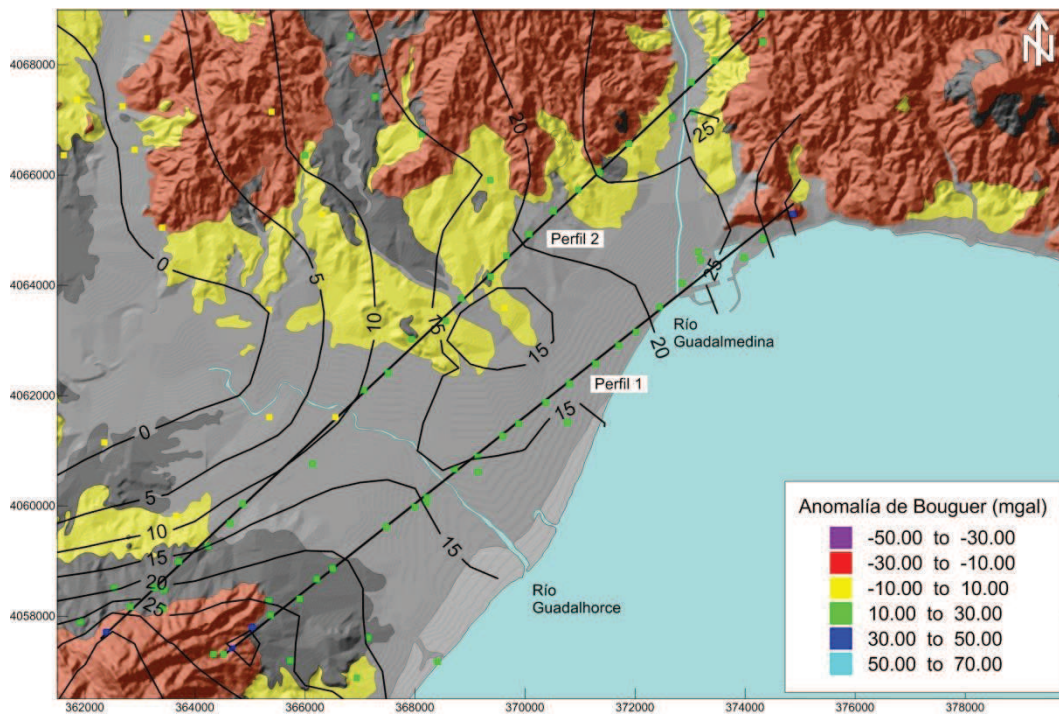 N
4068000
4066000
4064000
4062000
4060000
4058000
20
25
0
5
10
Perfil 2
15
25
15
20
Río
Guadalmedina
Perfil 1
15
0
5
10
15
20
25
15
Río
Guadalhorce
Anomalía de Bouguer (mgal)
-50.00 to -30.00
-30.00 to -10.00
-10.00 to 10.00
10.00 to 30.00
30.00 to 50.00
50.00 to 70.00
362000 364000 366000 368000 370000 372000 374000 376000 378000